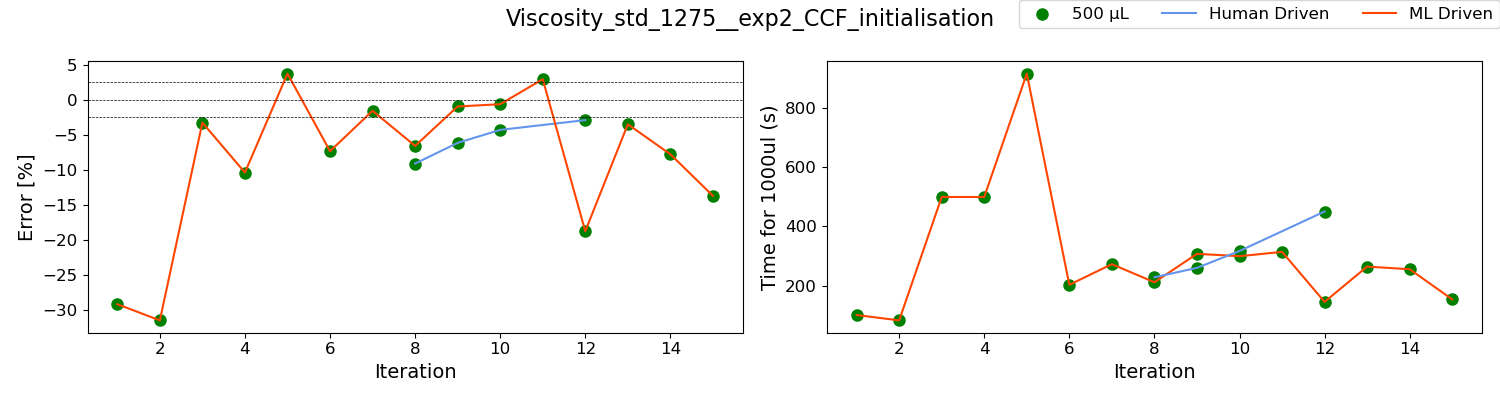 Viscosity_std_1275__exp2_CCF_initialisation
500 µL Human Driven ML Driven
5
0
−5
−10
−15
−20
−25
−30
Error [%]
2 4 6 8 10 12 14
Iteration
800
600
400
200
Time for 1000ul (s)
2 4 6 8 10 12 14
Iteration